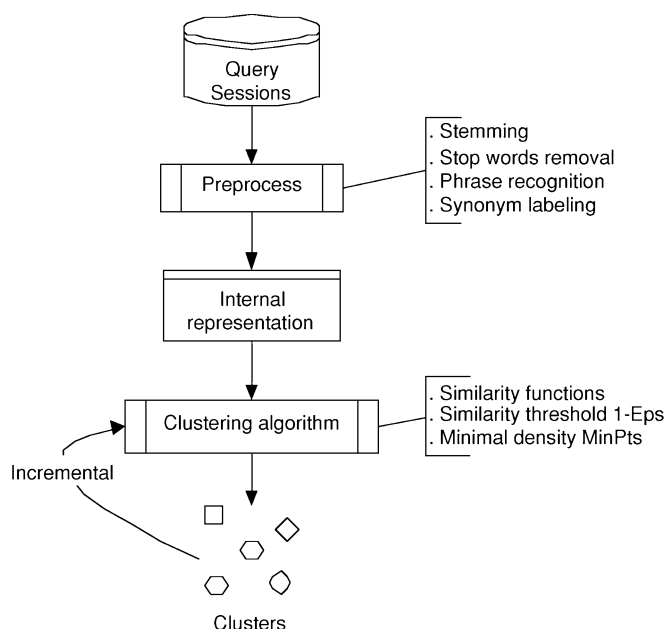 Query
Sessions
. Stemming
. Stop words removal
. Phrase recognition
. Synonym labeling
Preprocess
Internal
representation
. Similarity functions
. Similarity threshold 1-Eps
. Minimal density MinPts
Clustering algorithm
Incremental
Clusters